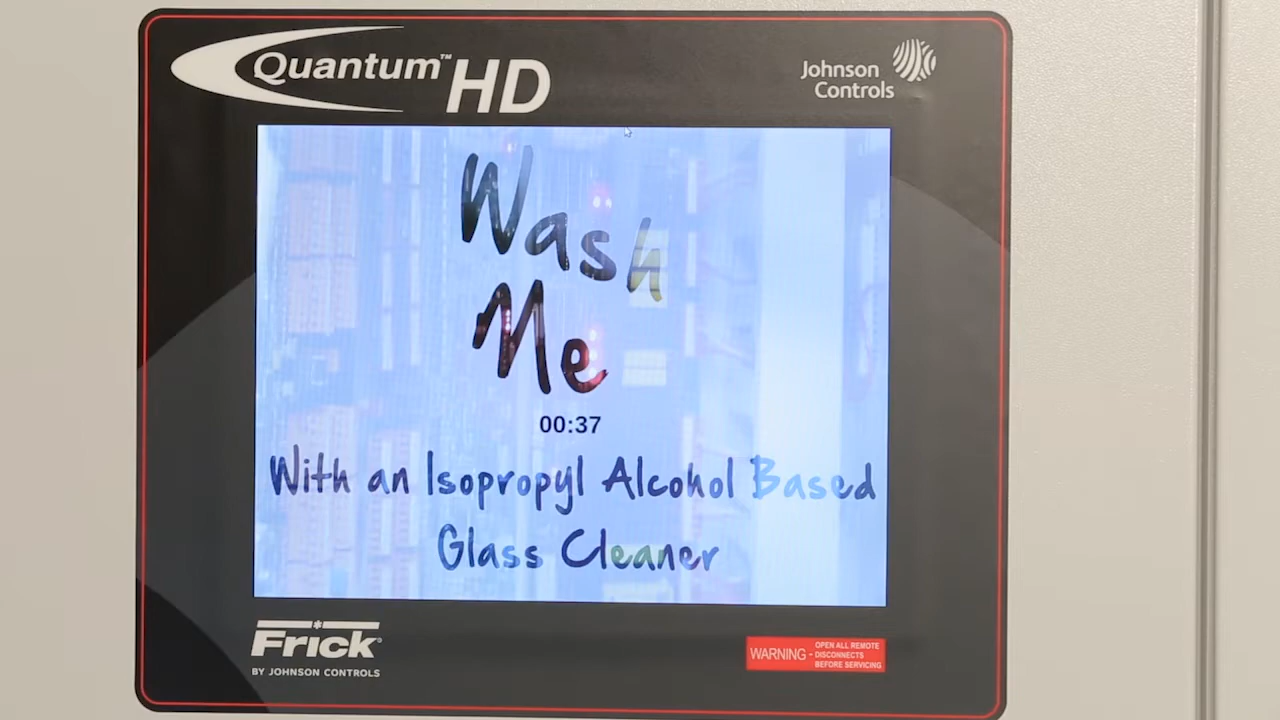 Quantum™ HD
Johnson
Controls
Wash
Me
00:37
With an Isopropyl Alcohol Based
Glass Cleaner
Frick®
BY JOHNSON CONTROLS
WARNING - OPEN ALL REMOTE
DISCONNECTS
BEFORE SERVICING